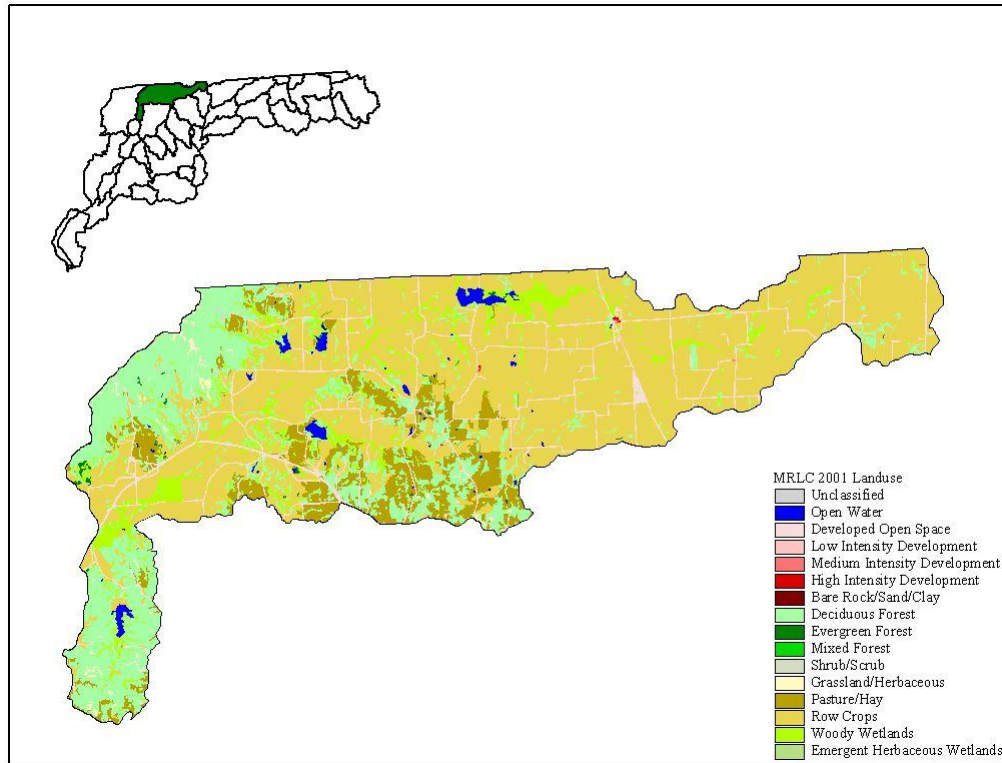 MRLC 2001 Landuse
Unclassified
Open Water
Developed Open Space
Low Intensity Development
Medium Intensity Development
High Intensity Development
Bare Rock/Sand/Clay
Deciduous Forest
Evergreen Forest
Mixed Forest
Shrub/Scrub
Grassland/Herbaceous
Pasture/Hay
Row Crops
Woody Wetlands
Emergent Herbaceous Wetlands